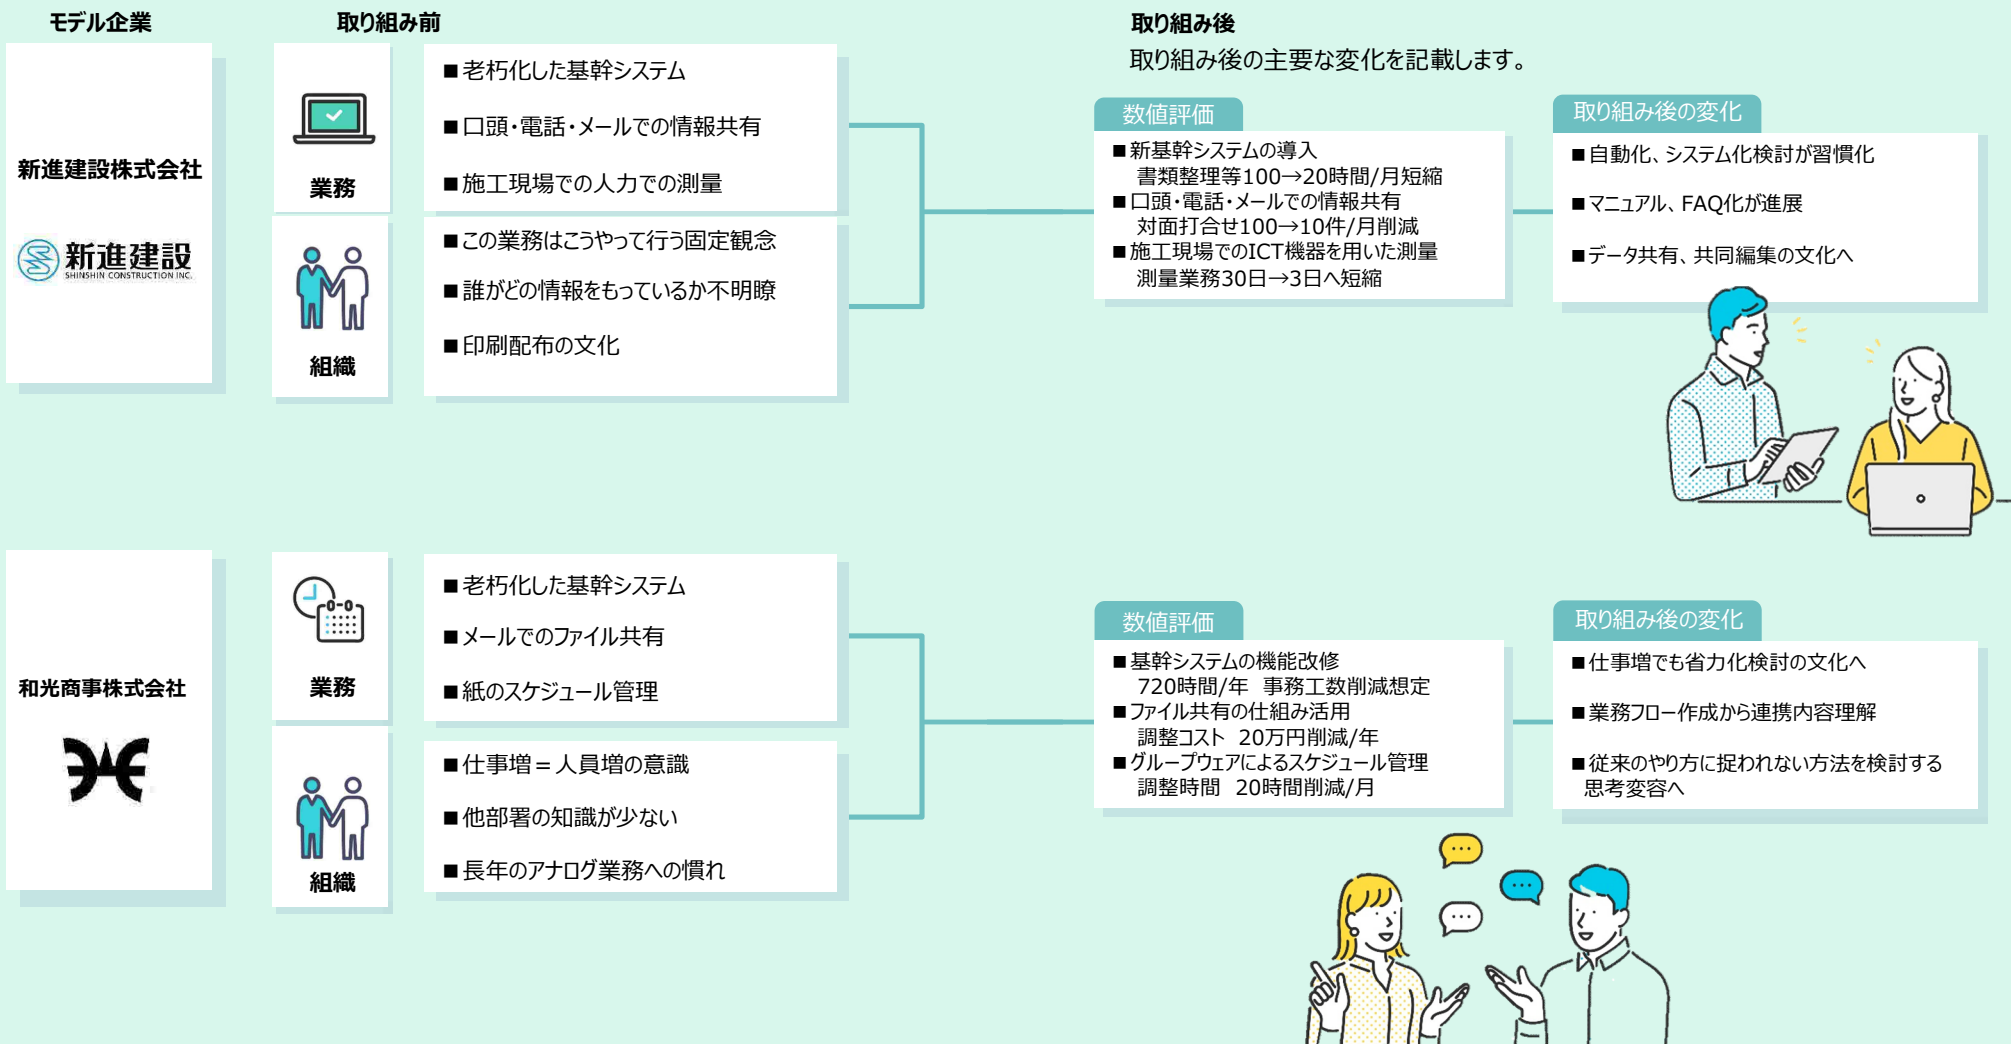 モデル企業
取り組み前
取り組み後
取り組み後の主要な変化を記載します。
新進建設株式会社
新進建設
SHINSHIN CONSTRUCTION INC.
業務
■老朽化した基幹システム
■口頭・電話・メールでの情報共有
■施工現場での人力での測量
組織
■この業務はこうやって行う固定観念
■誰がどの情報をもっているか不明瞭
■印刷配布の文化
数値評価
■新基幹システムの導入
書類整理等100→20時間/月短縮
■口頭・電話・メールでの情報共有
対面打合せ100→10件/月削減
■施工現場でのICT機器を用いた測量
測量業務30日→3日へ短縮
取り組み後の変化
■自動化、システム化検討が習慣化
■マニュアル、FAQ化が進展
■データ共有、共同編集の文化へ
和光商事株式会社
業務
■老朽化した基幹システム
■メールでのファイル共有
■紙のスケジュール管理
組織
■仕事増＝人員増の意識
■他部署の知識が少ない
■長年のアナログ業務への慣れ
数値評価
■基幹システムの機能改修
720時間/年 事務工数削減想定
■ファイル共有の仕組み活用
調整コスト 20万円削減/年
■グループウェアによるスケジュール管理
調整時間 20時間削減/月
取り組み後の変化
■仕事増でも省力化検討の文化へ
■業務フロー作成から連携内容理解
■従来のやり方に捉われない方法を検討する
思考変容へ